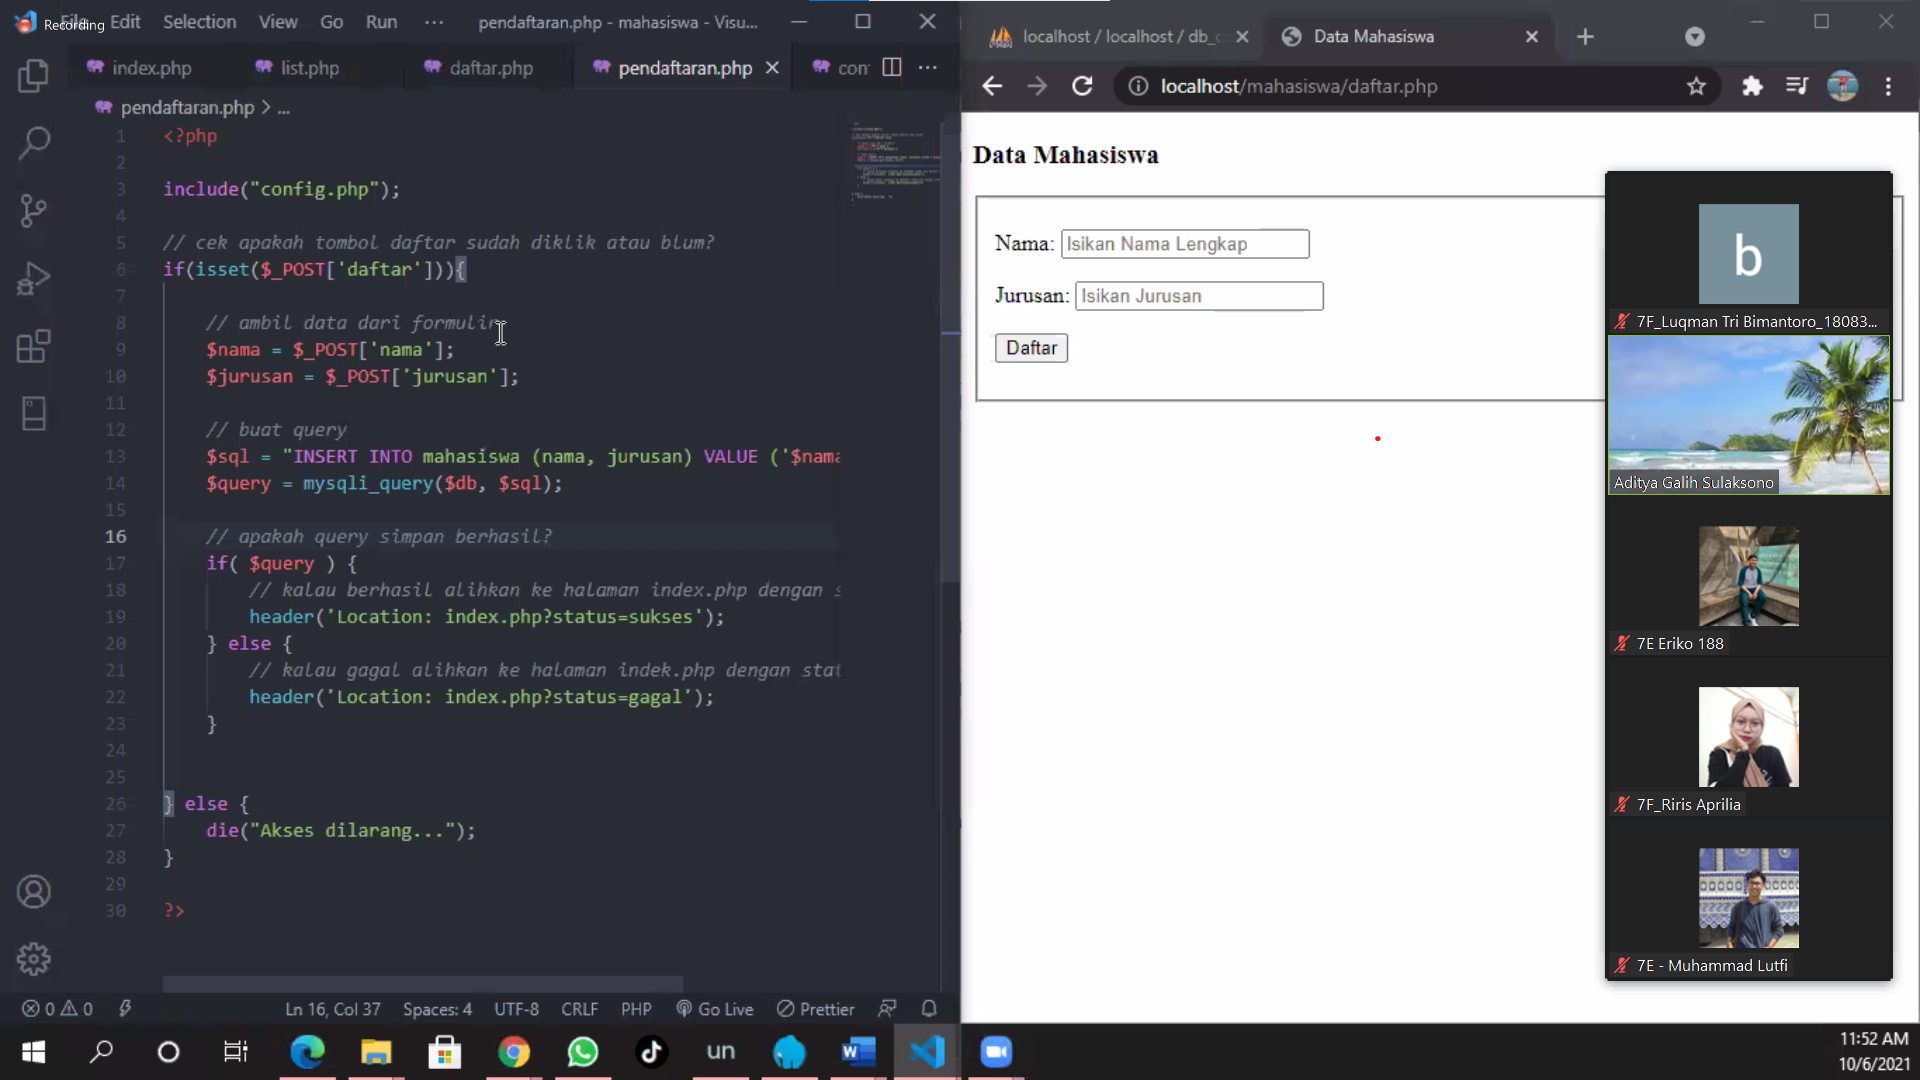 Recording
Edit Selection View Go Run ··· pendaftaran.php - mahasiswa - Visu...
index.php list.php daftar.php pendaftaran.php con ···
pendaftaran.php > ...
1 <?php
2
3 include("config.php");
4
5 // cek apakah tombol daftar sudah diklik atau blum?
6 if(isset($_POST['daftar'])){
7
8 // ambil data dari formulir
9 $nama = $_POST['nama'];
10 $jurusan = $_POST['jurusan'];
11
12 // buat query
13 $sql = "INSERT INTO mahasiswa (nama, jurusan) VALUE ('$nama
14 $query = mysqli_query($db, $sql);
15
16 // apakah query simpan berhasil?
17 if( $query ) {
18 // kalau berhasil alihkan ke halaman index.php dengan s
19 header('Location: index.php?status=sukses');
20 } else {
21 // kalau gagal alihkan ke halaman indek.php dengan stat
22 header('Location: index.php?status=gagal');
23 }
24
25
26 } else {
27 die("Akses dilarang...");
28 }
29
30 ?>
0 0 Ln 16, Col 37 Spaces: 4 UTF-8 CRLF PHP Go Live Prettier
localhost / localhost / db_c
Data Mahasiswa
localhost/mahasiswa/daftar.php
Data Mahasiswa
Nama: Isikan Nama Lengkap
Jurusan: Isikan Jurusan
Daftar
b
7F_Luqman Tri Bimantoro_18083...
Aditya Galih Sulaksono
7E Eriko 188
7F_Riris Aprilia
7E - Muhammad Lutfi
un
W
11:52 AM
10/6/2021